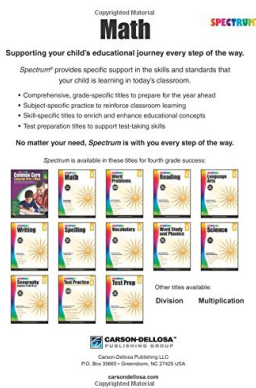 Copyrighted Material
Math
SPECTRUM
Supporting your child's educational journey every step of the way.
Spectrum® provides specific support in the skills and standards that
your child is learning in today's classroom.
• Comprehensive, grade-specific titles to prepare for the year ahead
• Subject-specific practice to reinforce classroom learning
• Skill-specific titles to enrich and enhance educational concepts
• Test preparation titles to support test-taking skills
No matter your need, Spectrum is with you every step of the way.
Spectrum is available in these titles for fourth grade success:
Common Core
Math
Word
Problems
Reading
Language
Arts
Writing
Spelling
Vocabulary
Word Study
and Phonics
Science
Geography
Test Practice
Test Prep
Other titles available:
Division Multiplication
CARSON-DELLOSA™
PUBLISHING GROUP
Carson-Dellosa Publishing LLC
P.O. Box 35665 • Greensboro, NC 27425 USA
carsondellosa.com
Copyrighted Material